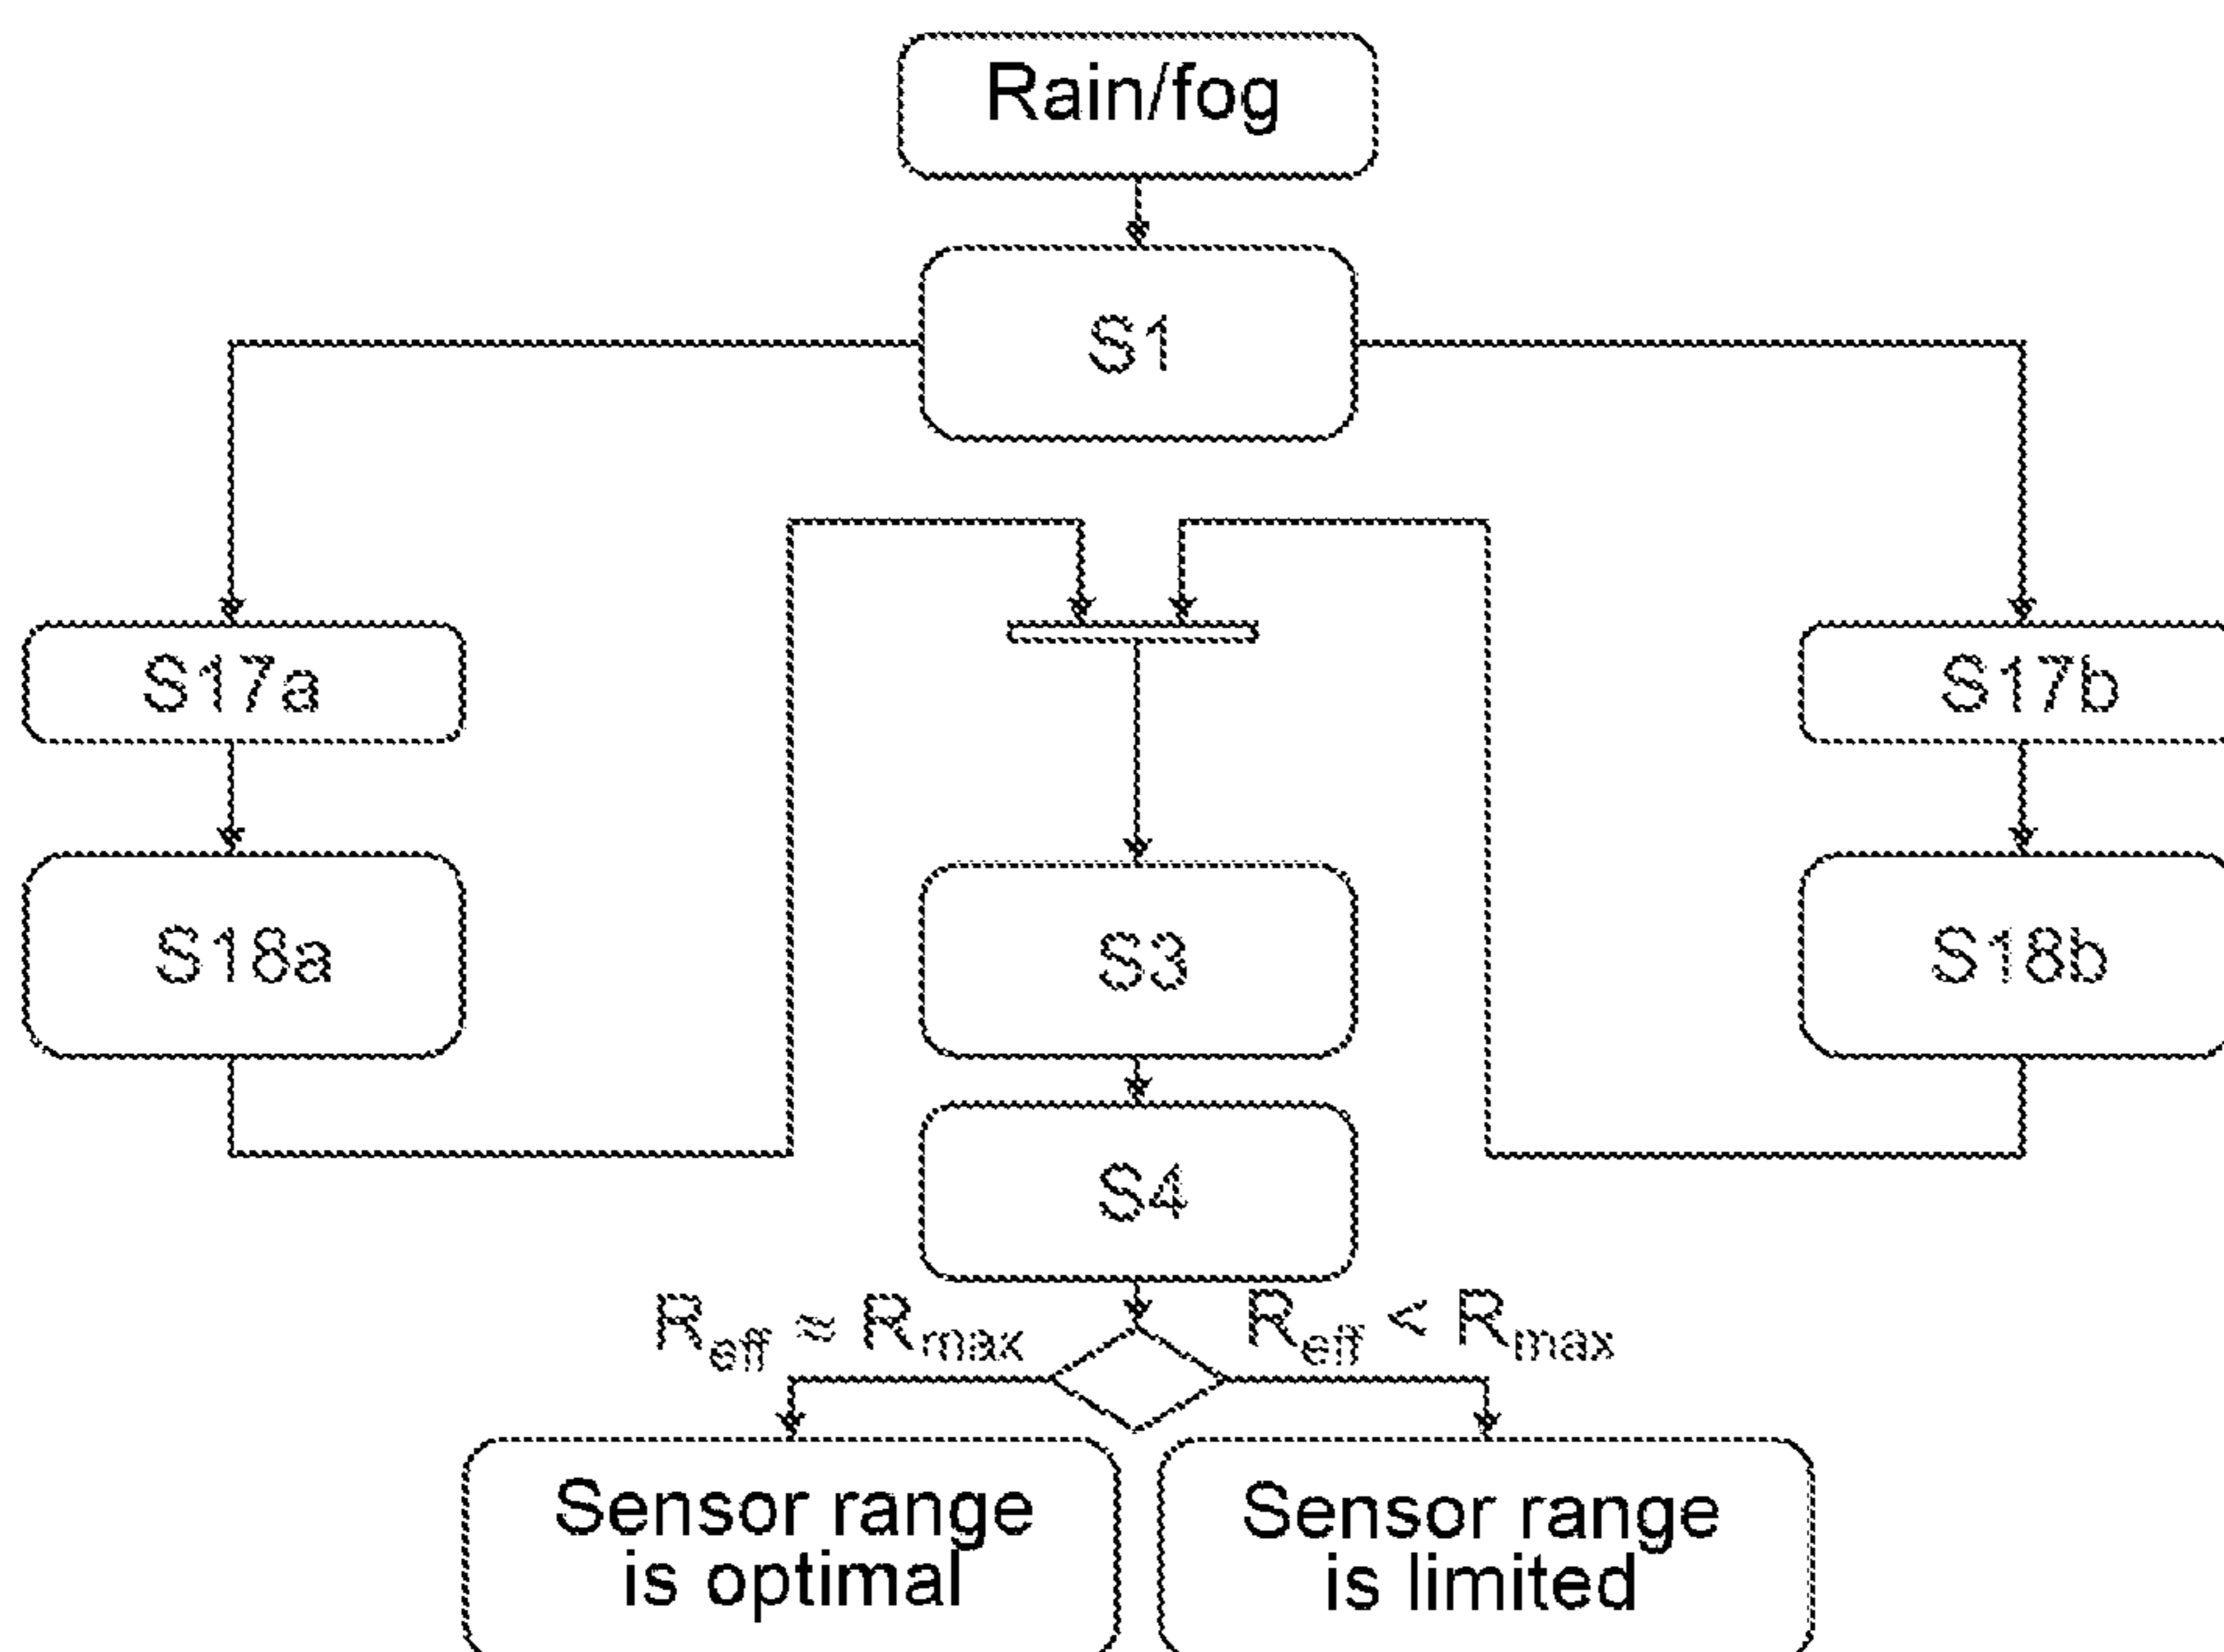 Rain/fog
S1
S17a
S17b
S18a
S3
S18b
S4
R_eff ≈ R_max
R_eff < R_max
Sensor range
is optimal
Sensor range
is limited